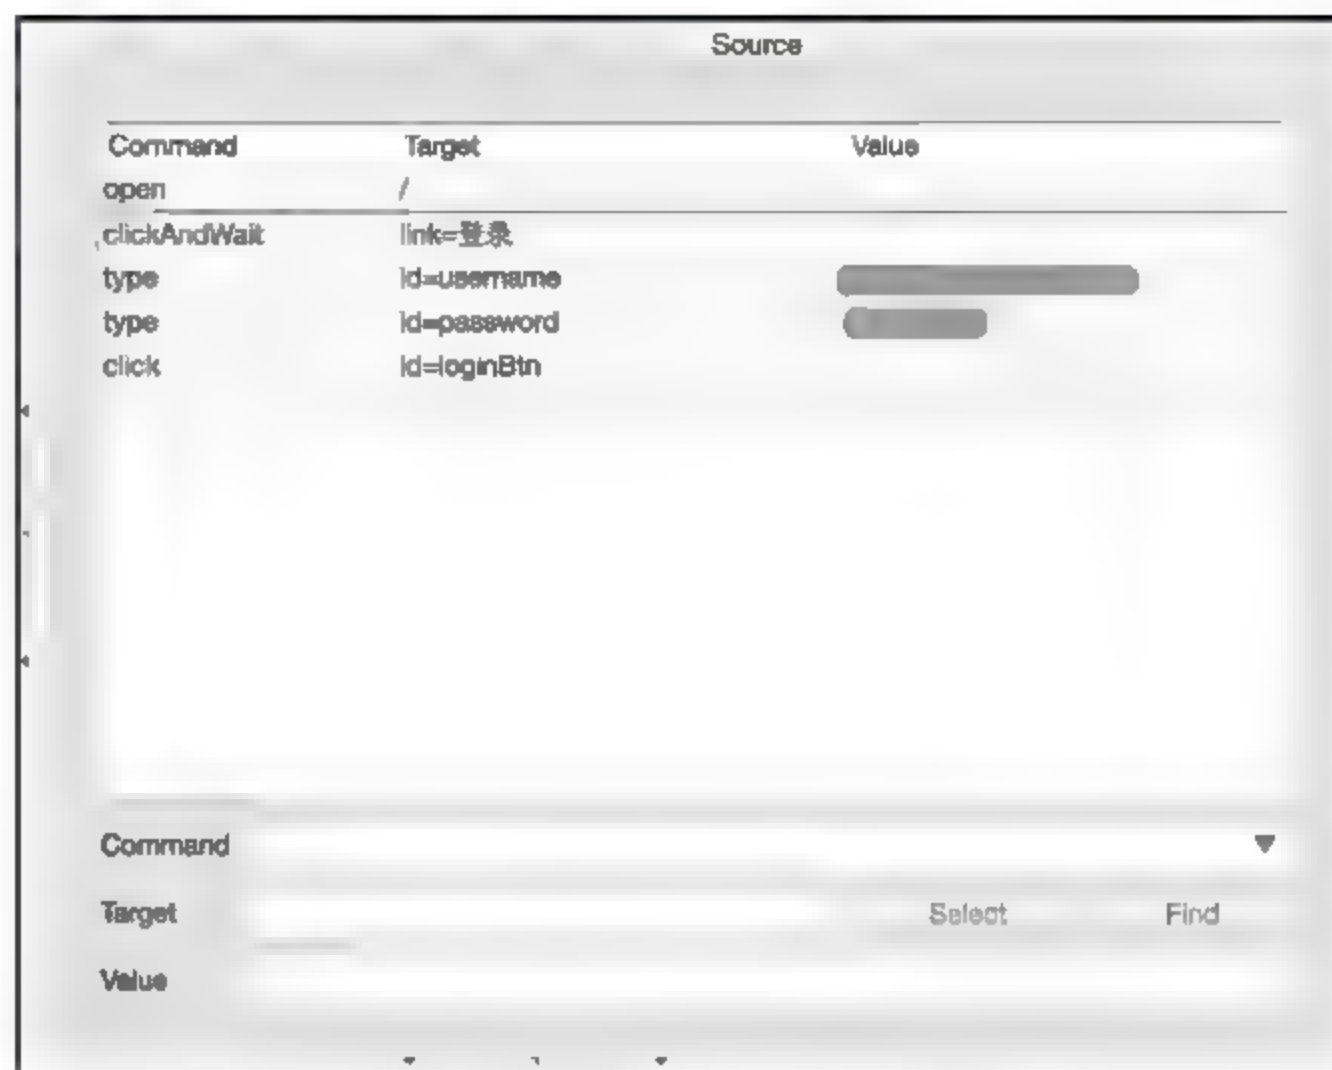 Source
Command Target Value
open /
clickAndWait link=登录
type id=username
type id=password
click id=loginBtn
Command
Target Select Find
Value